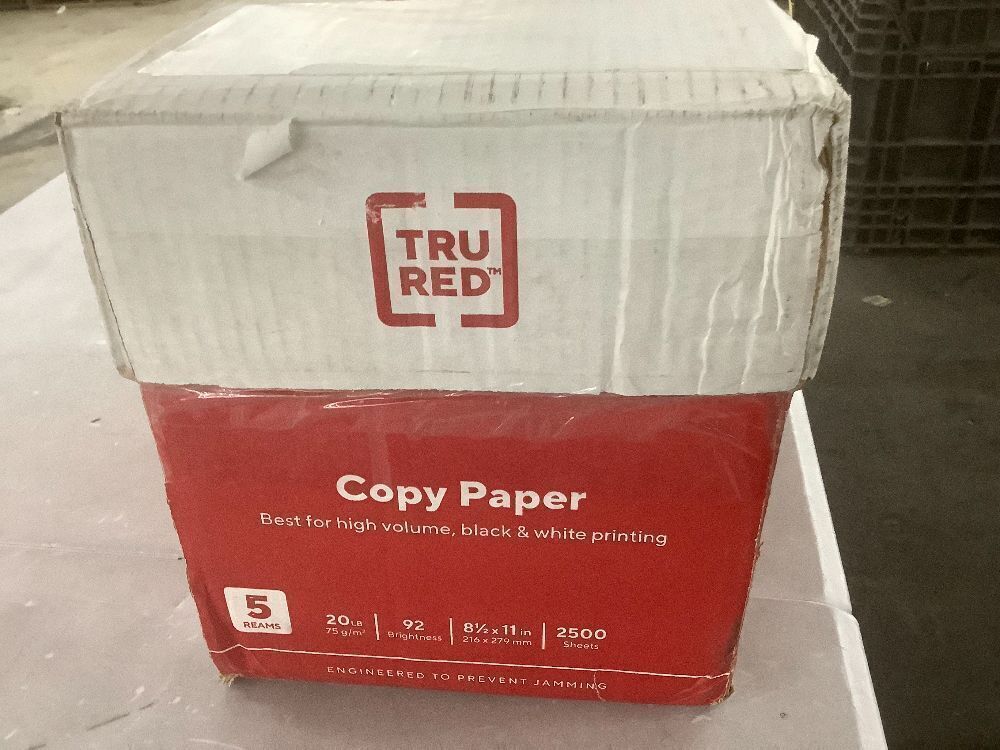 TRU
RED™
Copy Paper
Best for high volume, black & white printing
5
REAMS
20LB
75 g/m²
92
Brightness
8½ x 11 in
216 x 279 mm
2500
Sheets
ENGINEERED TO PREVENT JAMMING